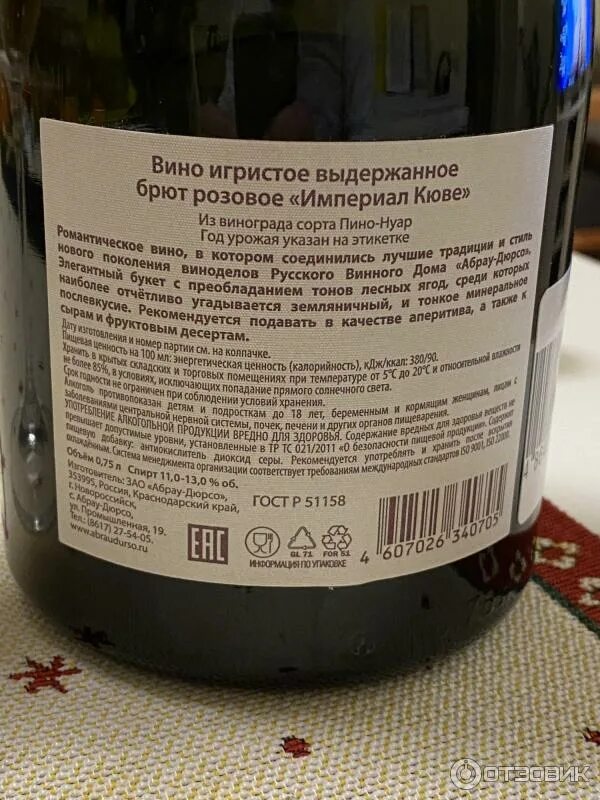 Вино игристое выдержанное
брют розовое «Империал Кюве»
Из винограда сорта Пино-Нуар
Год урожая указан на этикетке
Романтическое вино, в котором соединились лучшие традиции и стиль
нового поколения виноделов Русского Винного Дома «Абрау-Дюрсо».
Элегантный букет с преобладанием тонов лесных ягод, среди которых
наиболее отчётливо угадывается земляничный, и тонкое минеральное
послевкусие. Рекомендуется подавать в качестве аперитива, а также к
сырам и фруктовым десертам.
Дату изготовления и номер партии см. на колпачке.
Пищевая ценность на 100 мл: энергетическая ценность (калорийность), кДж/ккал: 380/90.
Хранить в крытых складских и торговых помещениях при температуре от 5°С до 20°С и относительной влажности
не более 85%, в условиях, исключающих попадание прямого солнечного света.
Срок годности не ограничен при соблюдении условий хранения.
Алкоголь противопоказан детям и подросткам до 18 лет, беременным и кормящим женщинам, лицам с
заболеваниями центральной нервной системы, почек, печени и других органов пищеварения.
УПОТРЕБЛЕНИЕ АЛКОГОЛЬНОЙ ПРОДУКЦИИ ВРЕДНО ДЛЯ ЗДОРОВЬЯ. Содержание вредных для здоровья веществ не
превышает допустимые уровни, установленные в ТР ТС 021/2011 «О безопасности пищевой продукции». Содержит
пищевую добавку: антиокислитель диоксид серы. Рекомендуется употреблять и хранить после вскрытия
охлаждённым. Система менеджмента организации соответствует требованиям международных стандартов ISO 9001, ISO 22000.
Объём 0,75 л Спирт 11,0-13,0 % об.
Изготовитель: ЗАО «Абрау-Дюрсо»,
353995, Россия, Краснодарский край,
г. Новороссийск,
с. Абрау-Дюрсо,
ул. Промышленная, 19.
Тел.: (8617) 27-54-05.
www.abraudurso.ru
ГОСТ Р 51158
EAC
GL 71
FOR 51
ИНФОРМАЦИЯ ПО УПАКОВКЕ
4 607026 340705
ОТЗОВИК